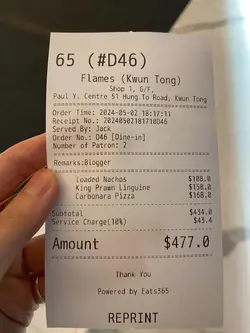 65 (#D46)
Flames (Kwun Tong)
Shop 1, G/F,
Paul Y. Centre 51 Hung To Road, Kwun Tong
Order Time: 2024-05-02 18:17:11
Receipt No.: 20240502181710D46
Served By: Jack
Order No.: D46 [Dine-in]
Number of Patron: 2
Remarks:Blogger
Loaded Nachos $108.0
King Prawn Linguine $158.0
Carbonara Pizza $168.0
Subtotal $434.0
Service Charge(10%) $43.4
Amount $477.0
Thank You
Powered by Eats365
REPRINT